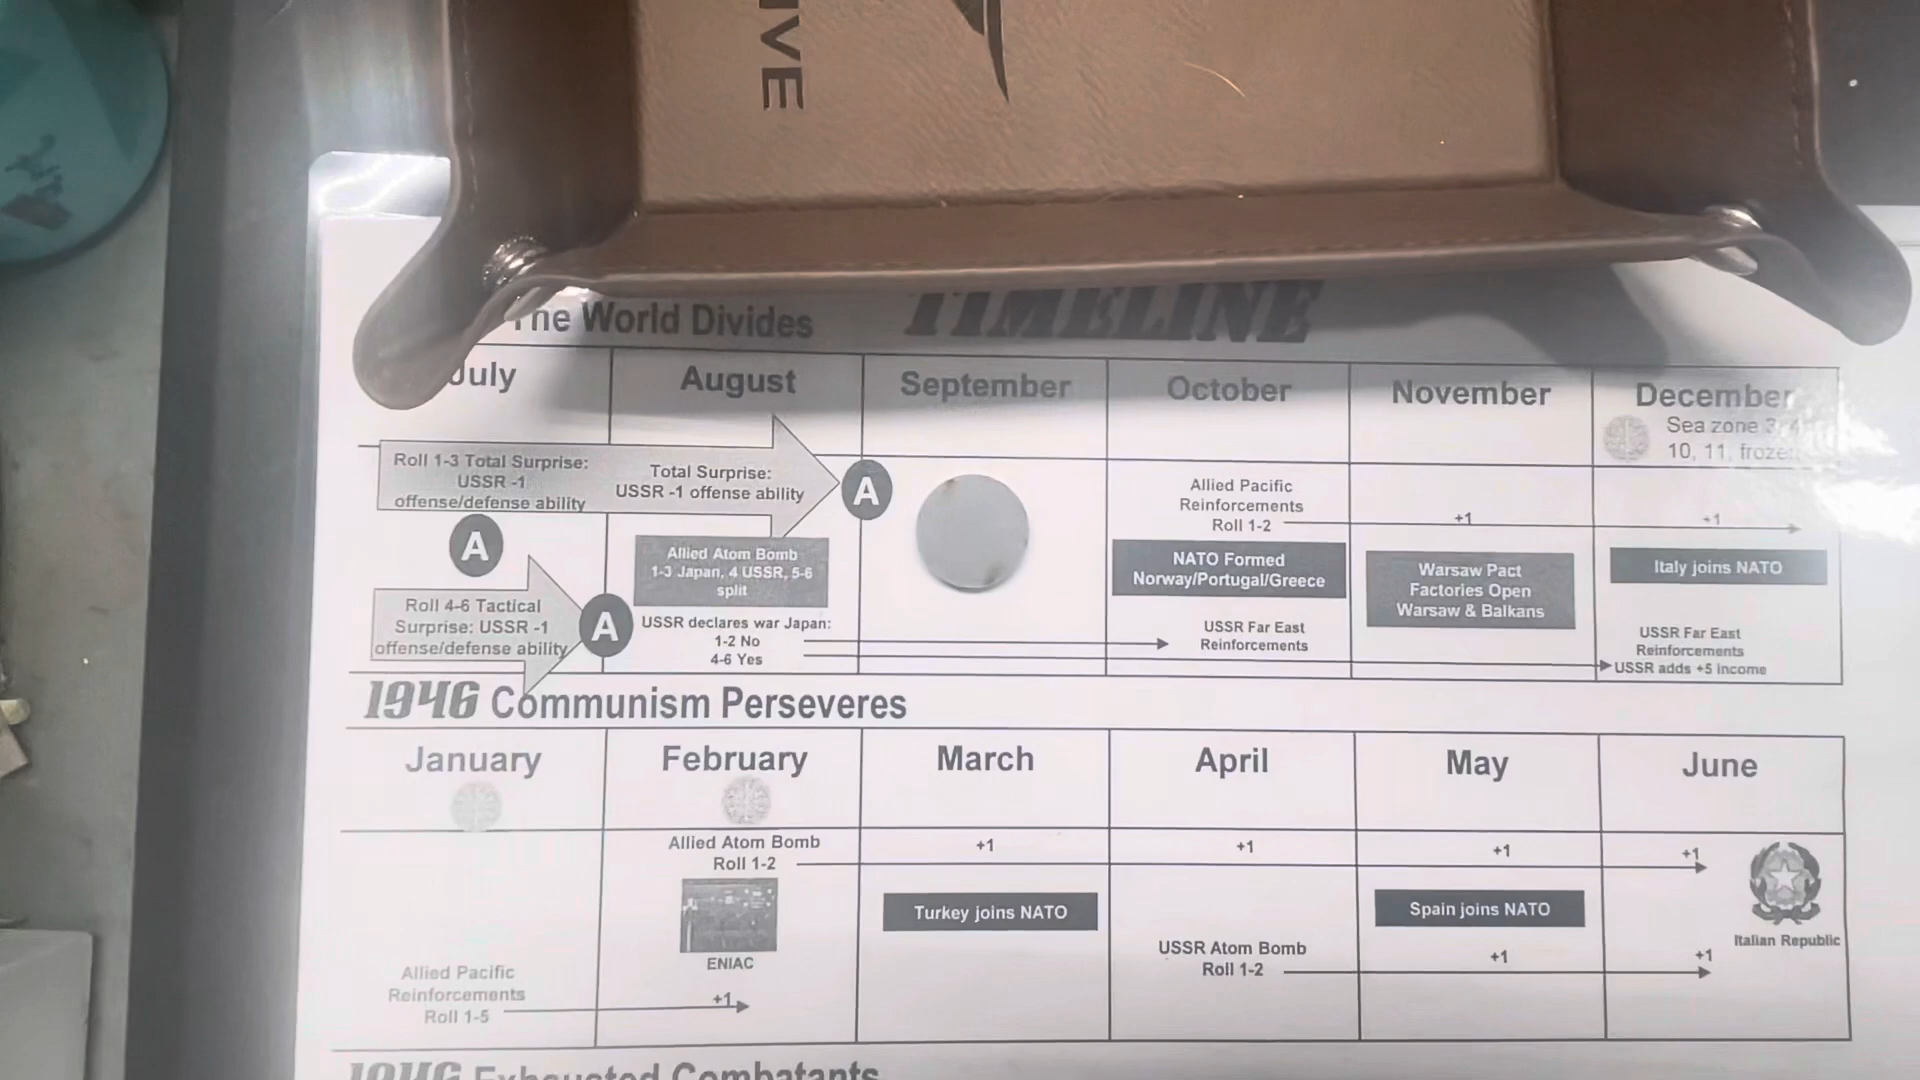 IVE
The World Divides
TIMELINE
July
August
September
October
November
December
Sea zone 3, 4
10, 11, frozen
Roll 1-3 Total Surprise:
USSR -1
offense/defense ability
Total Surprise:
USSR -1 offense ability
A
A
Roll 4-6 Tactical
Surprise: USSR -1
offense/defense ability
A
Allied Atom Bomb
1-3 Japan, 4 USSR, 5-6
split
USSR declares war Japan:
1-2 No
4-6 Yes
Allied Pacific
Reinforcements
Roll 1-2
+1
+1
NATO Formed
Norway/Portugal/Greece
Warsaw Pact
Factories Open
Warsaw & Balkans
Italy joins NATO
USSR Far East
Reinforcements
USSR Far East
Reinforcements
USSR adds +5 income
1946 Communism Perseveres
January
February
March
April
May
June
Allied Atom Bomb
Roll 1-2
+1
+1
+1
+1
ENIAC
Turkey joins NATO
Spain joins NATO
Italian Republic
USSR Atom Bomb
Roll 1-2
+1
+1
Allied Pacific
Reinforcements
Roll 1-5
+1
1946 Exhausted Combatants